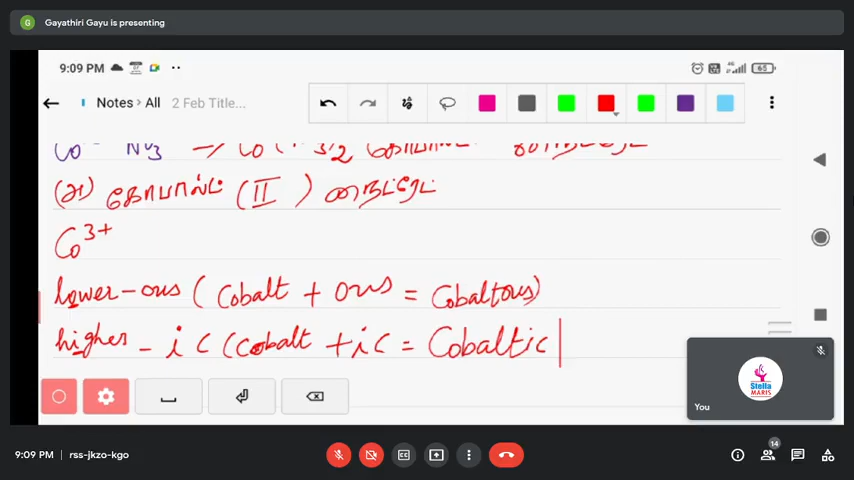 G Gayathiri Gayu is presenting
9:09 PM
65
Notes > All 2 Feb Title...
(அ) கோபால்ட் (II) நைட்ரேட்
Co3+
lower-ous (Cobalt + ous = Cobaltous)
higher - ic (Cobalt + ic = Cobaltic
Stella
MARIS
You
9:09 PM | rss-jkzo-kgo
14